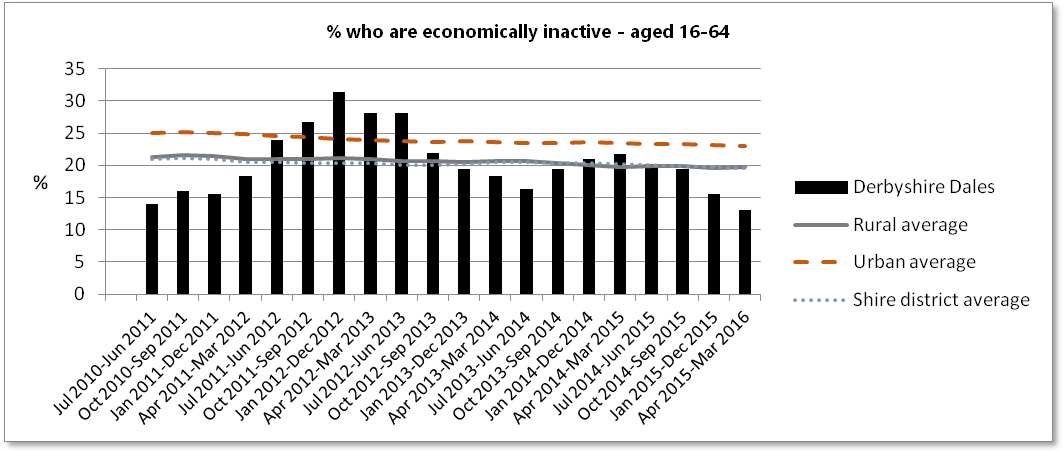 % who are economically inactive - aged 16-64
35
30
25
20
15
10
5
0
%
Jul 2010-Jun 2011
Oct 2010-Sep 2011
Jan 2011-Dec 2011
Apr 2011-Mar 2012
Jul 2011-Jun 2012
Oct 2011-Sep 2012
Jan 2012-Dec 2012
Apr 2012-Mar 2013
Jul 2012-Jun 2013
Oct 2012-Sep 2013
Jan 2013-Dec 2013
Apr 2013-Mar 2014
Jul 2013-Jun 2014
Oct 2013-Sep 2014
Jan 2014-Dec 2014
Apr 2014-Mar 2015
Jul 2014-Jun 2015
Oct 2014-Sep 2015
Jan 2015-Dec 2015
Apr 2015-Mar 2016
Derbyshire Dales
Rural average
Urban average
Shire district average